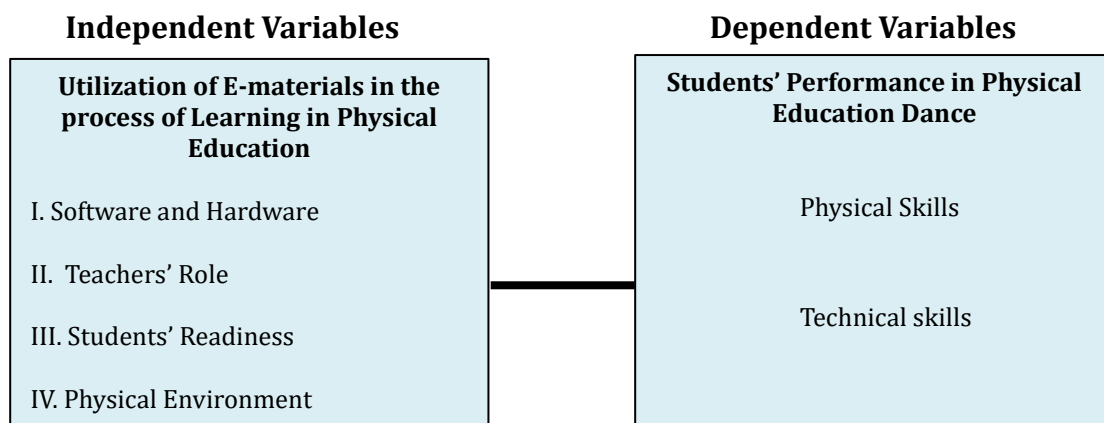 Independent Variables
Utilization of E-materials in the
process of Learning in Physical
Education
I. Software and Hardware
II. Teachers’ Role
III. Students’ Readiness
IV. Physical Environment
Dependent Variables
Students’ Performance in Physical
Education Dance
Physical Skills
Technical skills